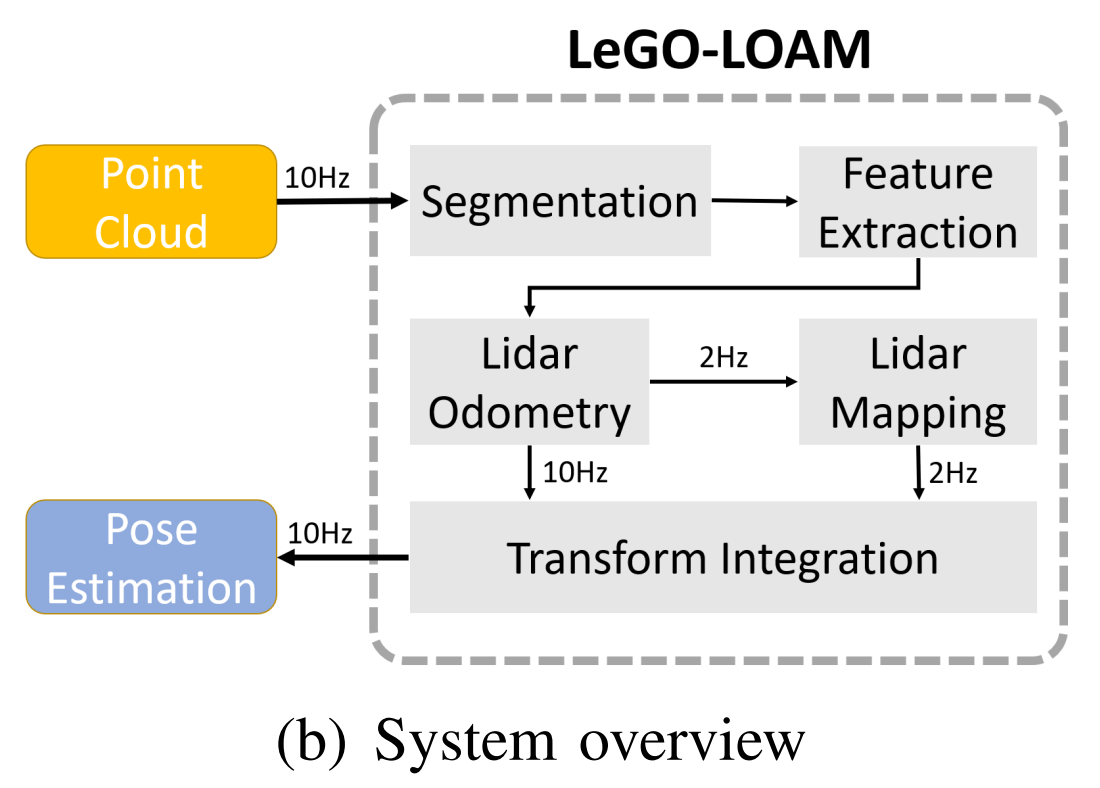 LeGO-LOAM
Point
Cloud
10Hz
Segmentation
Feature
Extraction
Lidar
Odometry
2Hz
Lidar
Mapping
10Hz
2Hz
Pose
Estimation
10Hz
Transform Integration
(b) System overview